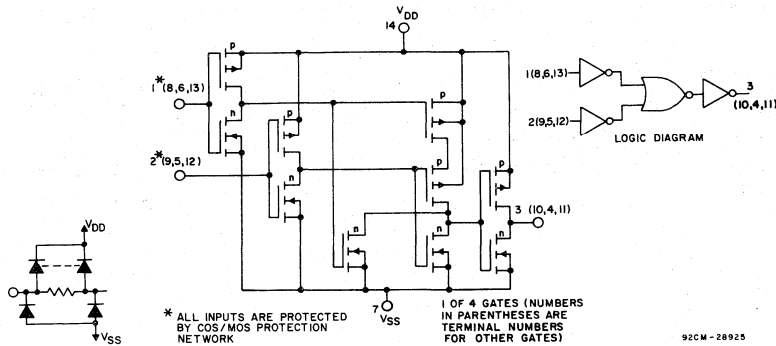 VDD
14
p
1*(8,6,13)
n
2*(9,5,12)
p
n
p
p
n
n
p
n
3 (10,4,11)
7
VSS
1(8,6,13)
2(9,5,12)
3
(10,4,11)
LOGIC DIAGRAM
VDD
VSS
* ALL INPUTS ARE PROTECTED
BY COS/MOS PROTECTION
NETWORK
1 OF 4 GATES (NUMBERS
IN PARENTHESES ARE
TERMINAL NUMBERS
FOR OTHER GATES)
92CM-28925